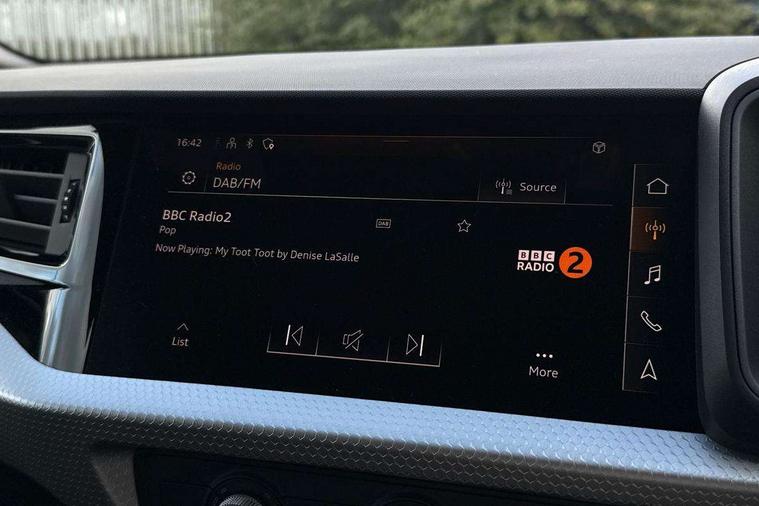 16:42
Radio
DAB/FM
Source
BBC Radio2
DAB
Pop
Now Playing: My Toot Toot by Denise LaSalle
BBC
RADIO 2
List
More